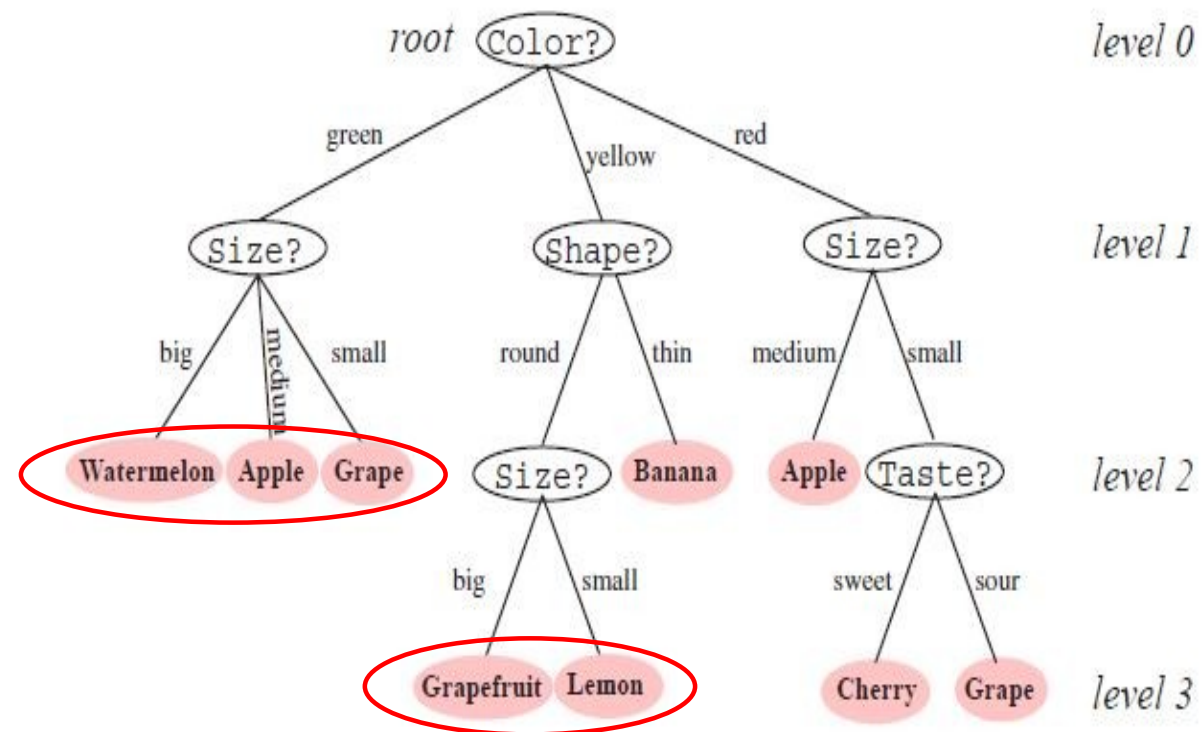 root Color? level 0
green yellow red
Size? Shape? Size? level 1
big medium small round thin medium small
Watermelon Apple Grape Size? Banana Apple Taste? level 2
big small sweet sour
Grapefruit Lemon Cherry Grape level 3